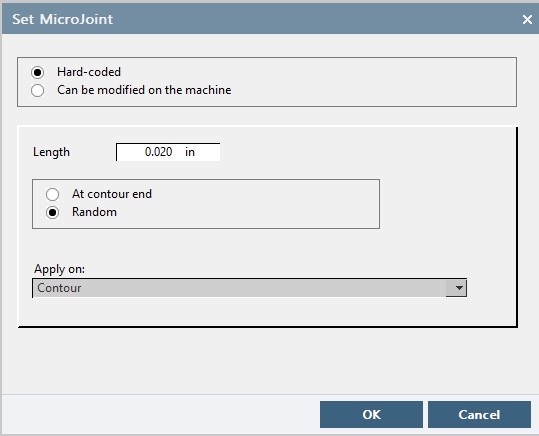 Set MicroJoint
Hard-coded
Can be modified on the machine
Length 0.020 in
At contour end
Random
Apply on:
Contour
OK Cancel